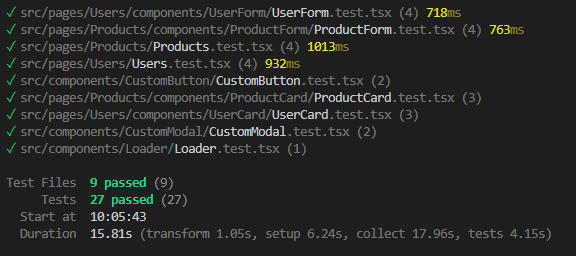 ✓ src/pages/Users/components/UserForm/UserForm.test.tsx (4) 718ms
✓ src/pages/Products/components/ProductForm/ProductForm.test.tsx (4) 763ms
✓ src/pages/Products/Products.test.tsx (4) 1013ms
✓ src/pages/Users/Users.test.tsx (4) 932ms
✓ src/components/CustomButton/CustomButton.test.tsx (2)
✓ src/pages/Products/components/ProductCard/ProductCard.test.tsx (3)
✓ src/pages/Users/components/UserCard/UserCard.test.tsx (3)
✓ src/components/CustomModal/CustomModal.test.tsx (2)
✓ src/components/Loader/Loader.test.tsx (1)
Test Files 9 passed (9)
Tests 27 passed (27)
Start at 10:05:43
Duration 15.81s (transform 1.05s, setup 6.24s, collect 17.96s, tests 4.15s)